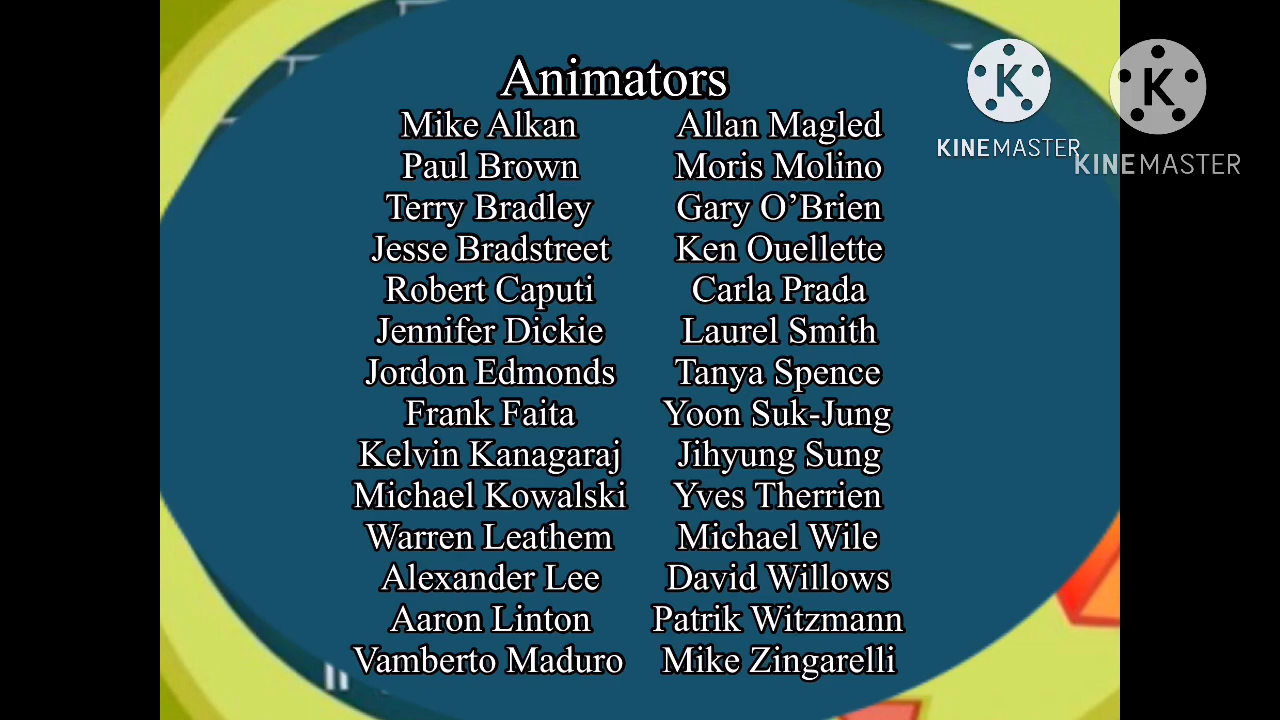 Animators
Mike Alkan
Paul Brown
Terry Bradley
Jesse Bradstreet
Robert Caputi
Jennifer Dickie
Jordon Edmonds
Frank Faita
Kelvin Kanagaraj
Michael Kowalski
Warren Leathem
Alexander Lee
Aaron Linton
Vamberto Maduro
Allan Magled
Moris Molino
Gary O’Brien
Ken Ouellette
Carla Prada
Laurel Smith
Tanya Spence
Yoon Suk-Jung
Jihyung Sung
Yves Therrien
Michael Wile
David Willows
Patrik Witzmann
Mike Zingarelli
K
KINEMASTER
K
KINEMASTER